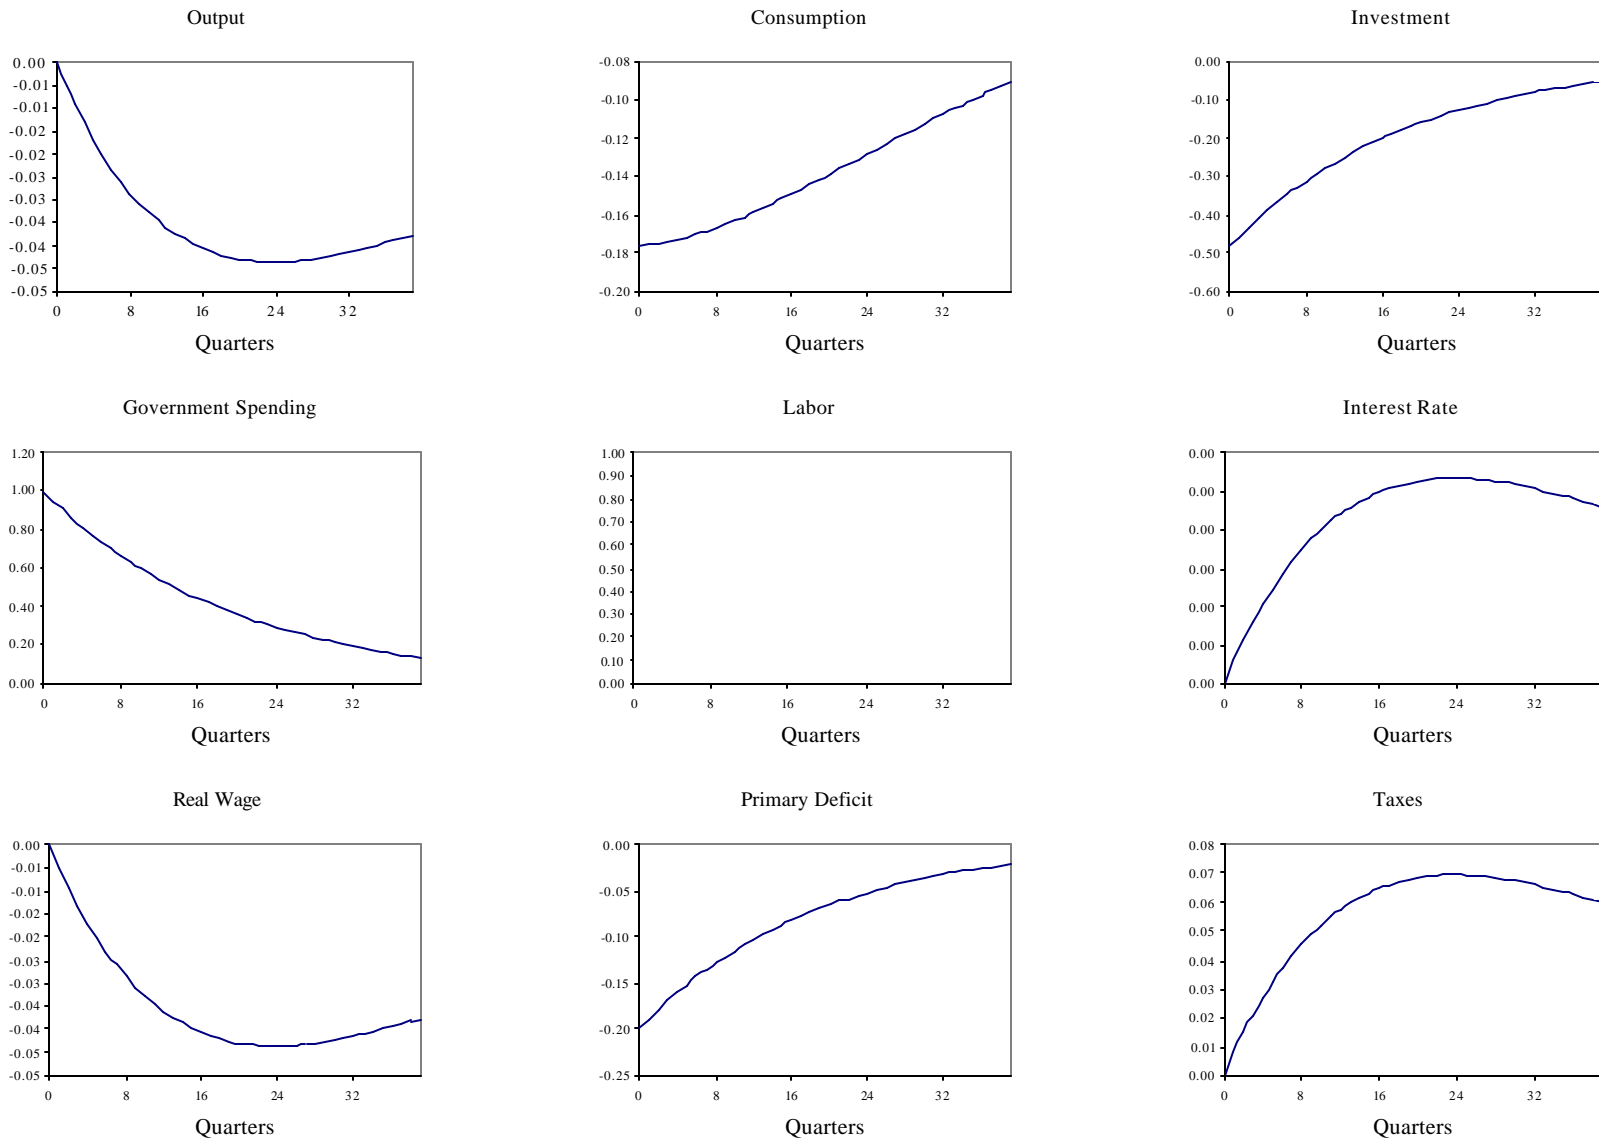 Output
0.00
-0.01
-0.01
-0.02
-0.02
-0.03
-0.03
-0.04
-0.04
-0.05
-0.05
0 8 16 24 32
Quarters
Consumption
-0.08
-0.10
-0.12
-0.14
-0.16
-0.18
-0.20
0 8 16 24 32
Quarters
Investment
0.00
-0.10
-0.20
-0.30
-0.40
-0.50
-0.60
0 8 16 24 32
Quarters
Government Spending
1.20
1.00
0.80
0.60
0.40
0.20
0.00
0 8 16 24 32
Quarters
Labor
1.00
0.90
0.80
0.70
0.60
0.50
0.40
0.30
0.20
0.10
0.00
0 8 16 24 32
Quarters
Interest Rate
0.00
0.00
0.00
0.00
0.00
0.00
0.00
0 8 16 24 32
Quarters
Real Wage
0.00
-0.01
-0.01
-0.02
-0.02
-0.03
-0.03
-0.04
-0.04
-0.05
-0.05
0 8 16 24 32
Quarters
Primary Deficit
0.00
-0.05
-0.10
-0.15
-0.20
-0.25
0 8 16 24 32
Quarters
Taxes
0.08
0.07
0.06
0.05
0.04
0.03
0.02
0.01
0.00
0 8 16 24 32
Quarters